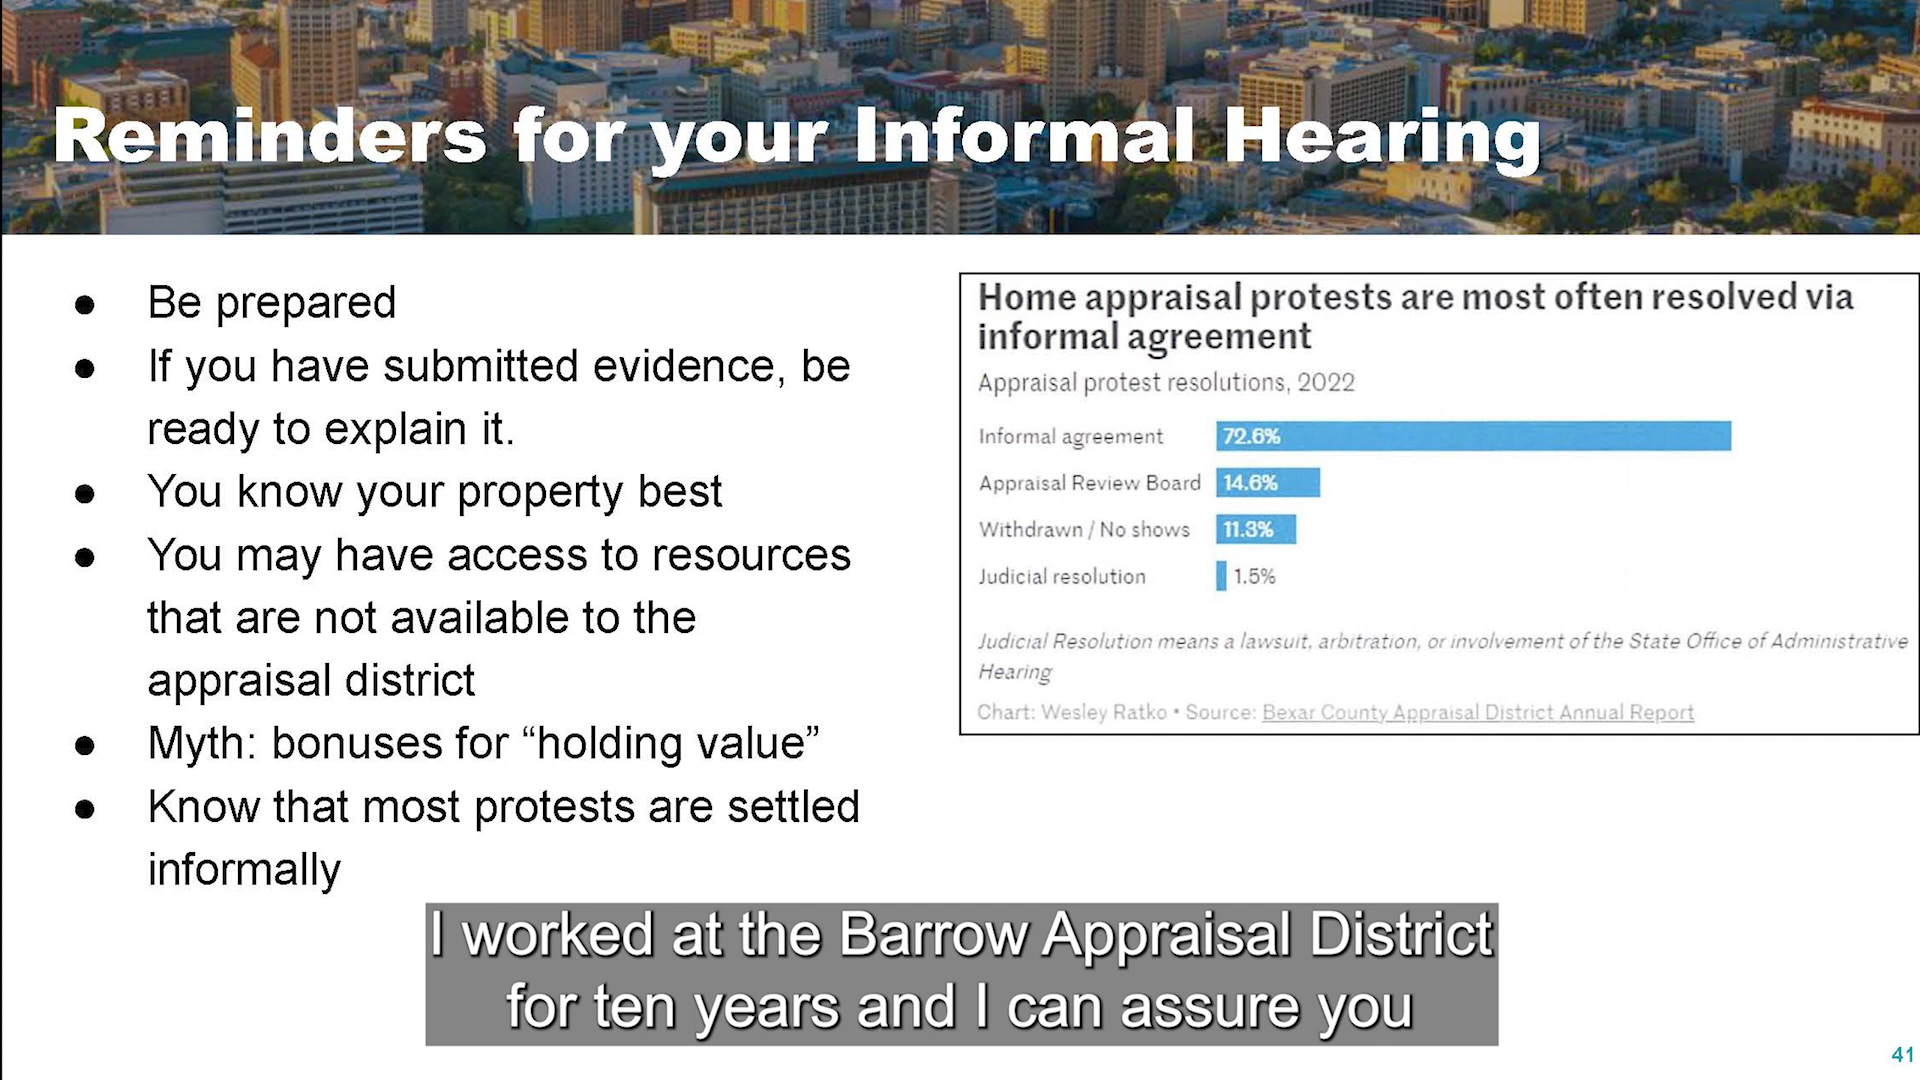 Reminders for your Informal Hearing
● Be prepared
● If you have submitted evidence, be
ready to explain it.
● You know your property best
● You may have access to resources
that are not available to the
appraisal district
● Myth: bonuses for “holding value”
● Know that most protests are settled
informally
Home appraisal protests are most often resolved via
informal agreement
Appraisal protest resolutions, 2022
Informal agreement 72.6%
Appraisal Review Board 14.6%
Withdrawn / No shows 11.3%
Judicial resolution 1.5%
Judicial Resolution means a lawsuit, arbitration, or involvement of the State Office of Administrative
Hearing
Chart: Wesley Ratko • Source: Bexar County Appraisal District Annual Report
I worked at the Barrow Appraisal District
for ten years and I can assure you
41